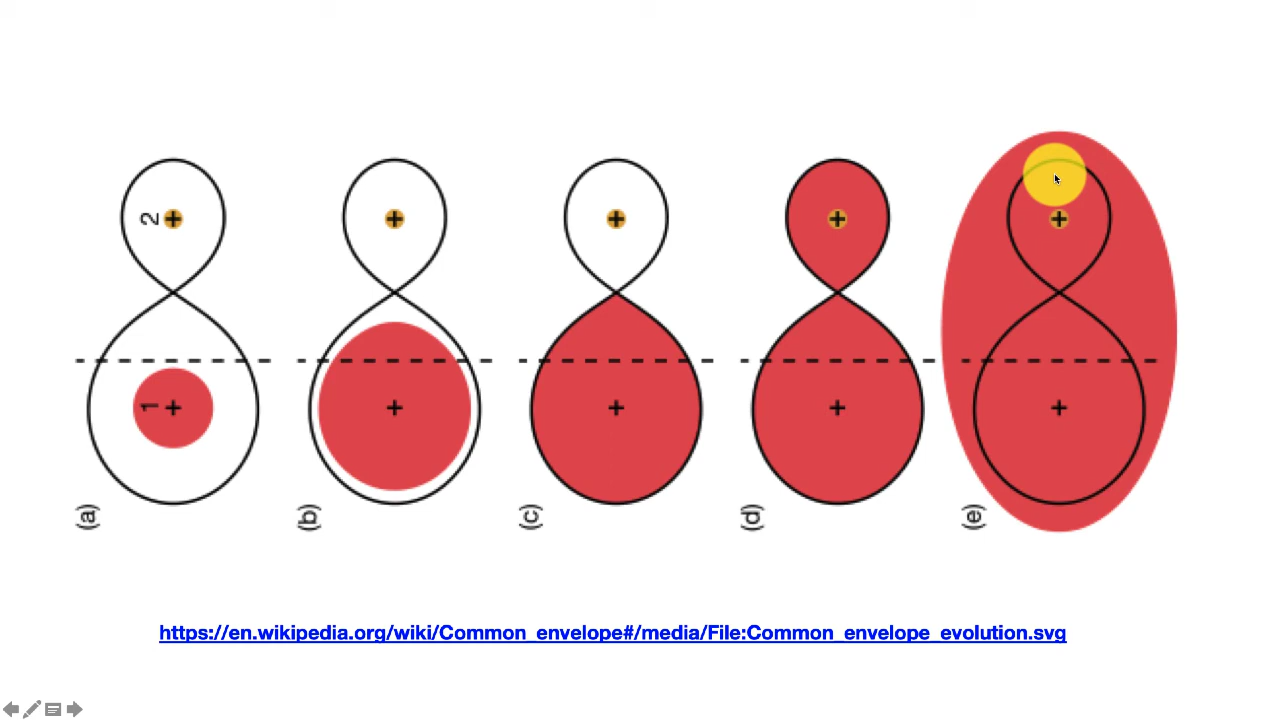 2
1
(a)
(b)
(c)
(d)
(e)
https://en.wikipedia.org/wiki/Common_envelope#/media/File:Common_envelope_evolution.svg